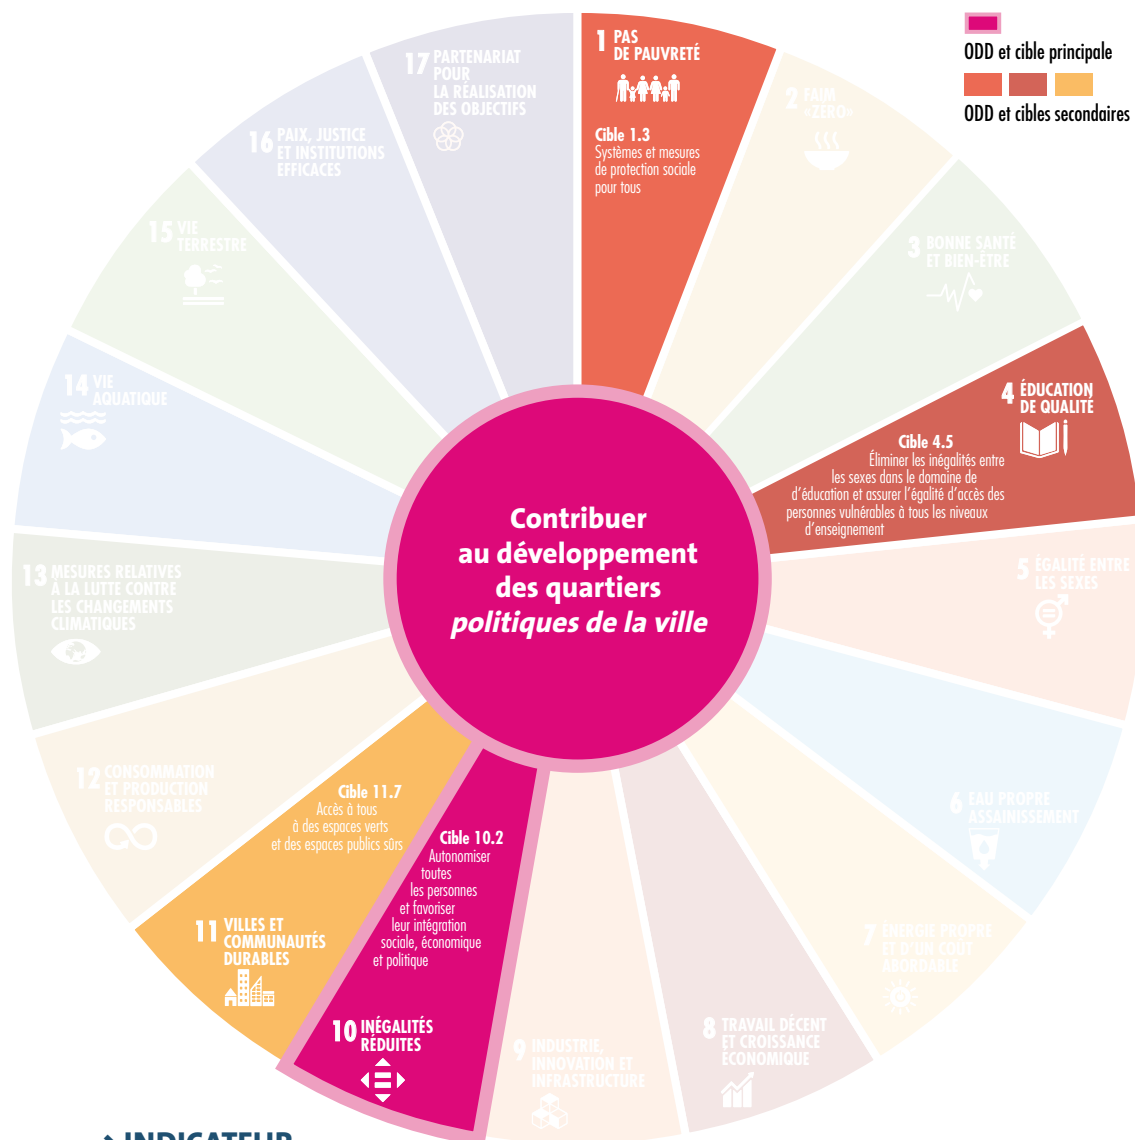 ODD et cible principale
ODD et cibles secondaires
1 PAS
DE PAUVRETÉ
Cible 1.3
Systèmes et mesures
de protection sociale
pour tous
2 FAIM
«ZÉRO»
3 BONNE SANTÉ
ET BIEN-ÊTRE
4 ÉDUCATION
DE QUALITÉ
Cible 4.5
Éliminer les inégalités entre
les sexes dans le domaine de
d'éducation et assurer l'égalité d'accès des
personnes vulnérables à tous les niveaux
d'enseignement
5 ÉGALITÉ ENTRE
LES SEXES
6 EAU PROPRE
ASSAINISSEMENT
7 ÉNERGIE PROPRE
ET D'UN COÛT
ABORDABLE
8 TRAVAIL DÉCENT
ET CROISSANCE
ÉCONOMIQUE
9 INDUSTRIE,
INNOVATION ET
INFRASTRUCTURE
10 INÉGALITÉS
RÉDUITES
Cible 10.2
Autonomiser
toutes
les personnes
et favoriser
leur intégration
sociale, économique
et politique
11 VILLES ET
COMMUNAUTÉS
DURABLES
Cible 11.7
Accès à tous
à des espaces verts
et des espaces publics sûrs
12 CONSOMMATION
ET PRODUCTION
RESPONSABLES
13 MESURES RELATIVES
À LA LUTTE CONTRE
LES CHANGEMENTS
CLIMATIQUES
14 VIE
AQUATIQUE
15 VIE
TERRESTRE
16 PAIX, JUSTICE
ET INSTITUTIONS
EFFICACES
17 PARTENARIAT
POUR
LA RÉALISATION
DES OBJECTIFS
Contribuer
au développement
des quartiers
politiques de la ville
INDICATEUR